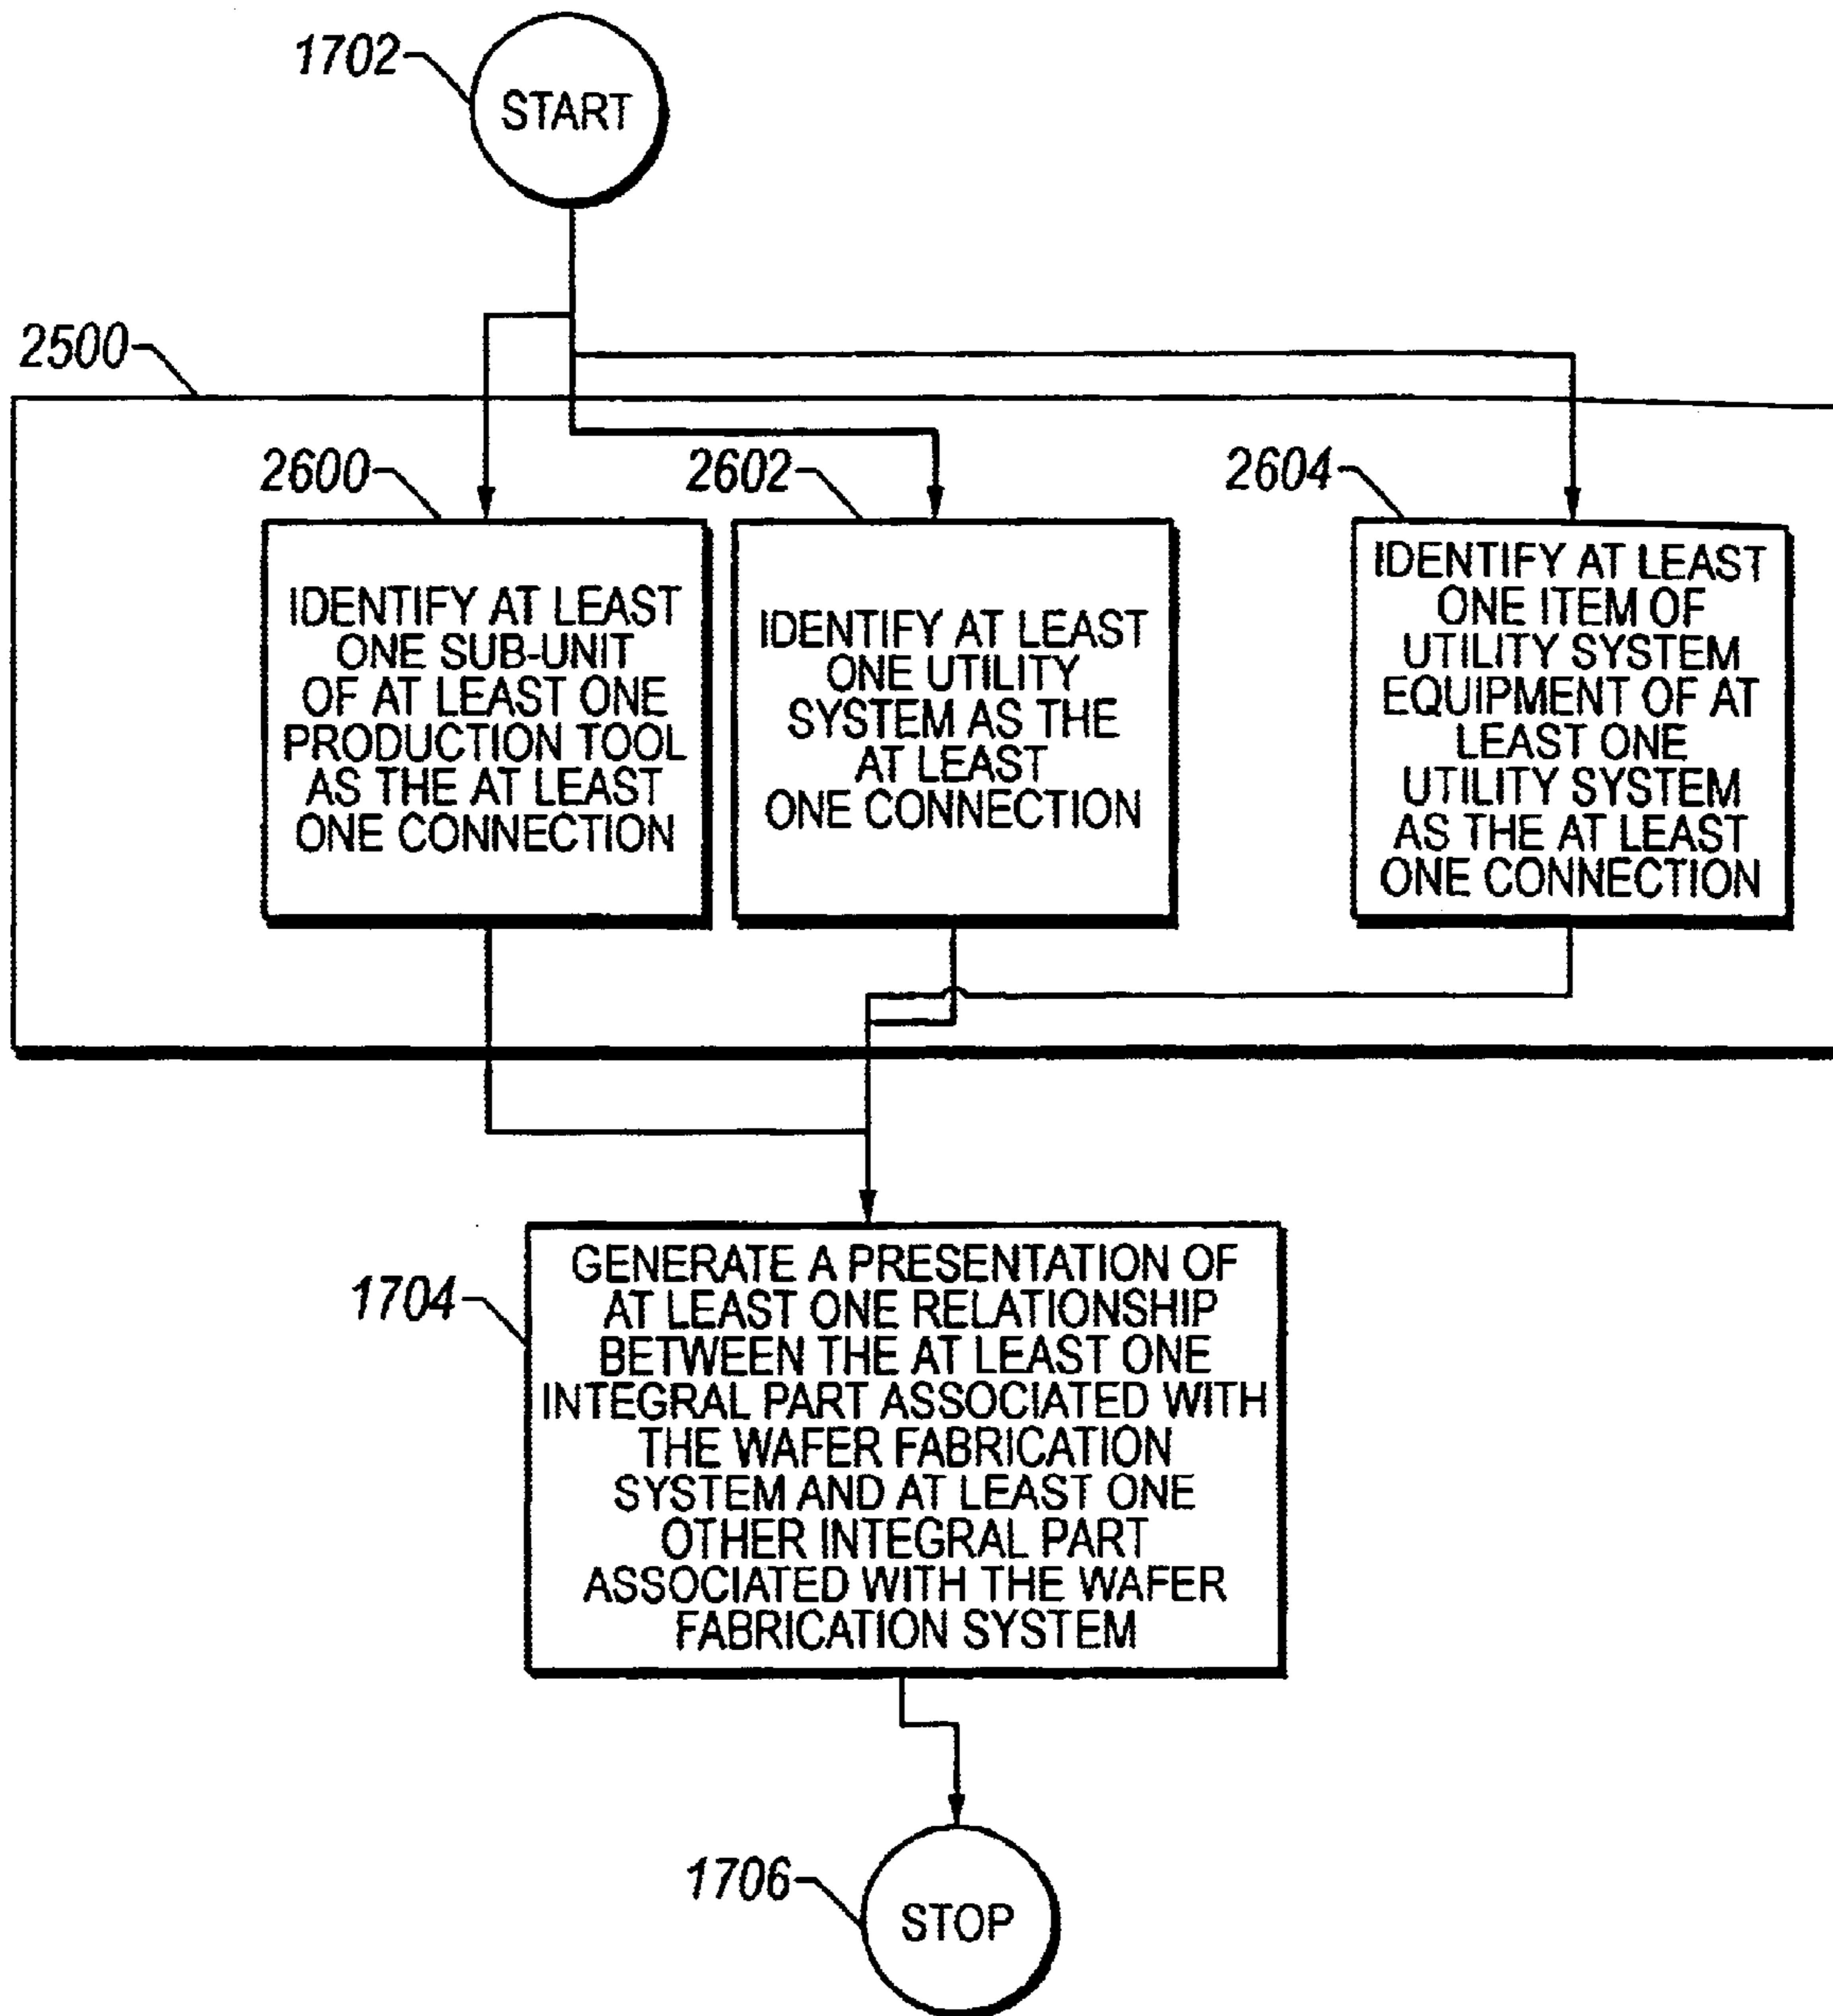 1702
START
2500
2600
2602
2604
IDENTIFY AT LEAST
ONE SUB-UNIT
OF AT LEAST ONE
PRODUCTION TOOL
AS THE AT LEAST
ONE CONNECTION
IDENTIFY AT LEAST
ONE UTILITY
SYSTEM AS THE
AT LEAST
ONE CONNECTION
IDENTIFY AT LEAST
ONE ITEM OF
UTILITY SYSTEM
EQUIPMENT OF AT
LEAST ONE
UTILITY SYSTEM
AS THE AT LEAST
ONE CONNECTION
1704
GENERATE A PRESENTATION OF
AT LEAST ONE RELATIONSHIP
BETWEEN THE AT LEAST ONE
INTEGRAL PART ASSOCIATED WITH
THE WAFER FABRICATION
SYSTEM AND AT LEAST ONE
OTHER INTEGRAL PART
ASSOCIATED WITH THE WAFER
FABRICATION SYSTEM
1706
STOP